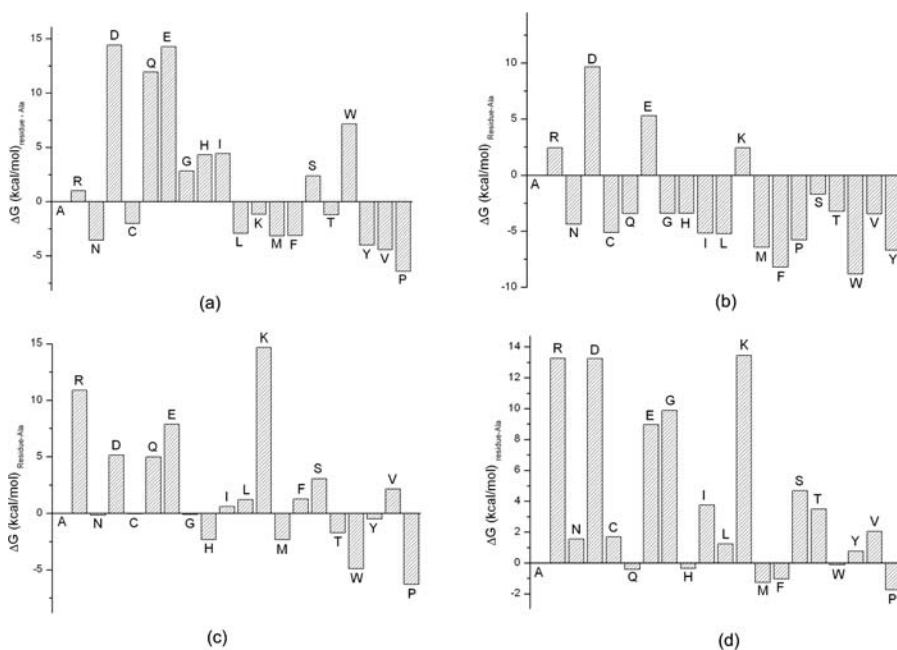 15
10
5
0
-5
ΔG (kcal/mol)residue - Ala
A R N D C Q E G H I L K M F S T W Y V P
(a)
10
5
0
-5
-10
ΔG (kcal/mol) Residue-Ala
A R N D C Q E G H I L K M F P S T W V Y
(b)
15
10
5
0
-5
ΔG (kcal/mol) Residue-Ala
A R N D C Q E G H I L K M F S T W Y V P
(c)
14
12
10
8
6
4
2
0
-2
ΔG (kcal/mol) residue-Ala
A R N D C Q E G H I L K M F S T W Y V P
(d)